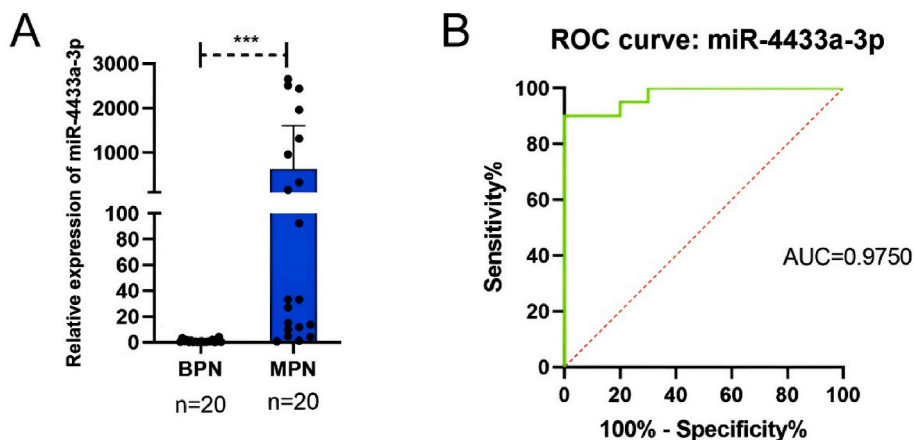 A
Relative expression of miR-4433a-3p
***
3000
2000
1000
100
80
60
40
20
0
BPN
MPN
n=20
n=20
B
ROC curve: miR-4433a-3p
Sensitivity%
100
80
60
40
20
0
AUC=0.9750
0 20 40 60 80 100
100% - Specificity%